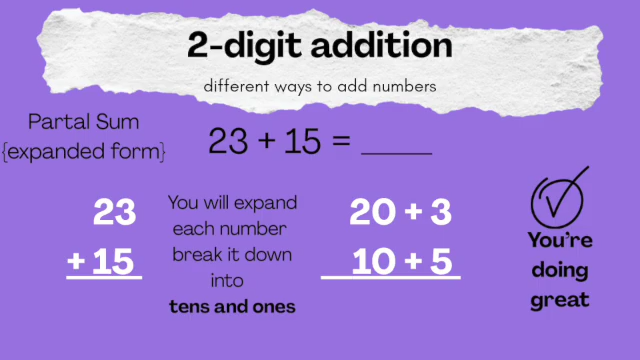 2-digit addition
different ways to add numbers
Partal Sum
{expanded form}
23 + 15 = ____
23
+ 15
You will expand
each number
break it down
into
tens and ones
20 + 3
10 + 5
You're
doing
great